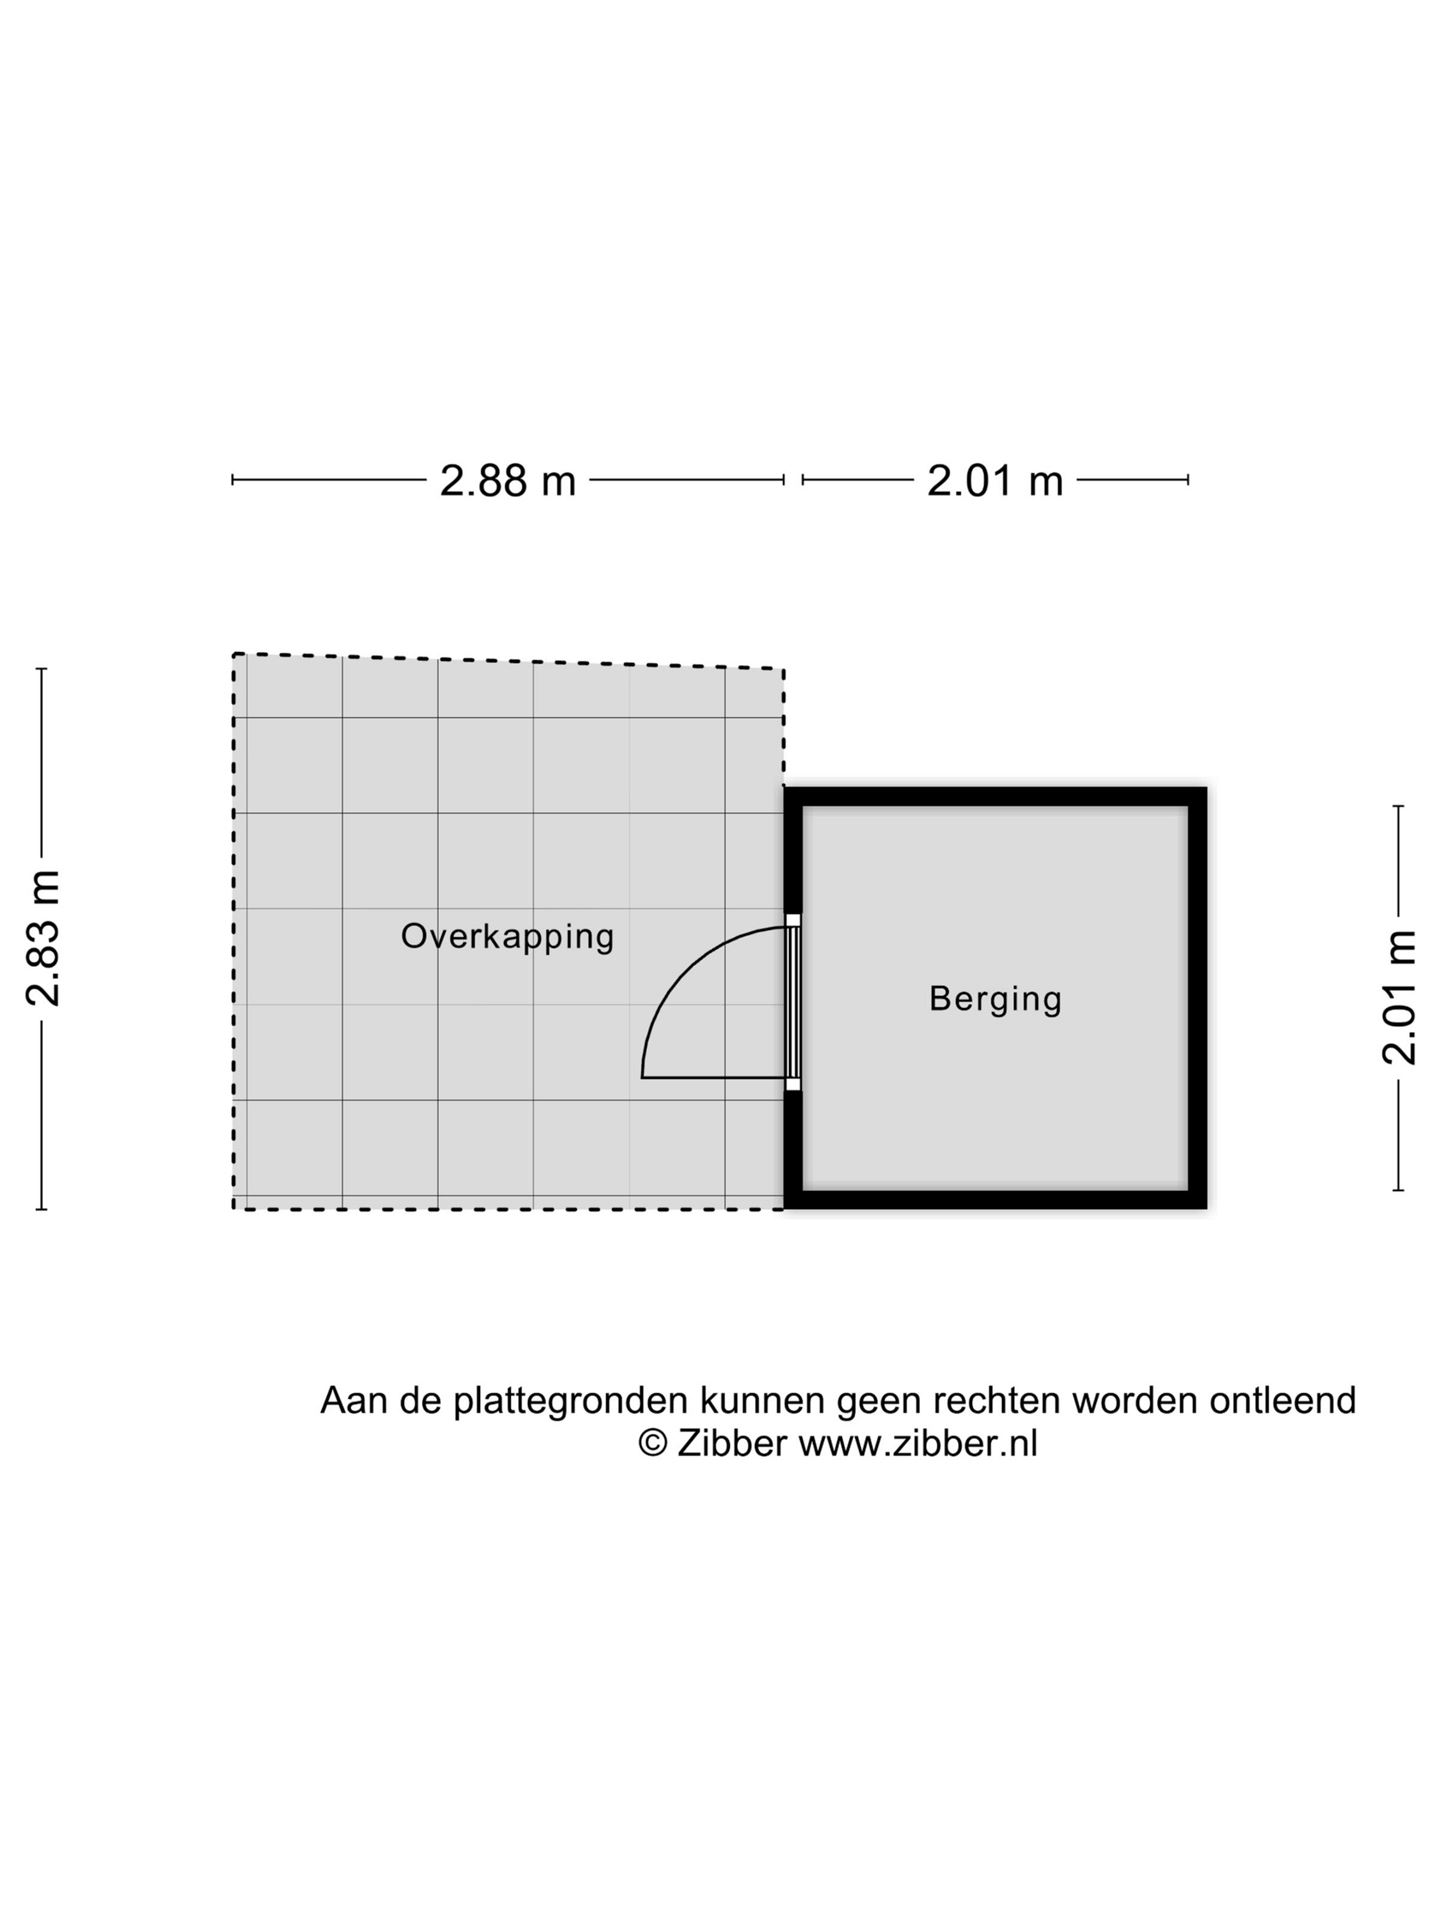 2.88 m
2.01 m
2.83 m
Overkapping
Berging
2.01 m
Aan de plattegronden kunnen geen rechten worden ontleend
© Zibber www.zibber.nl